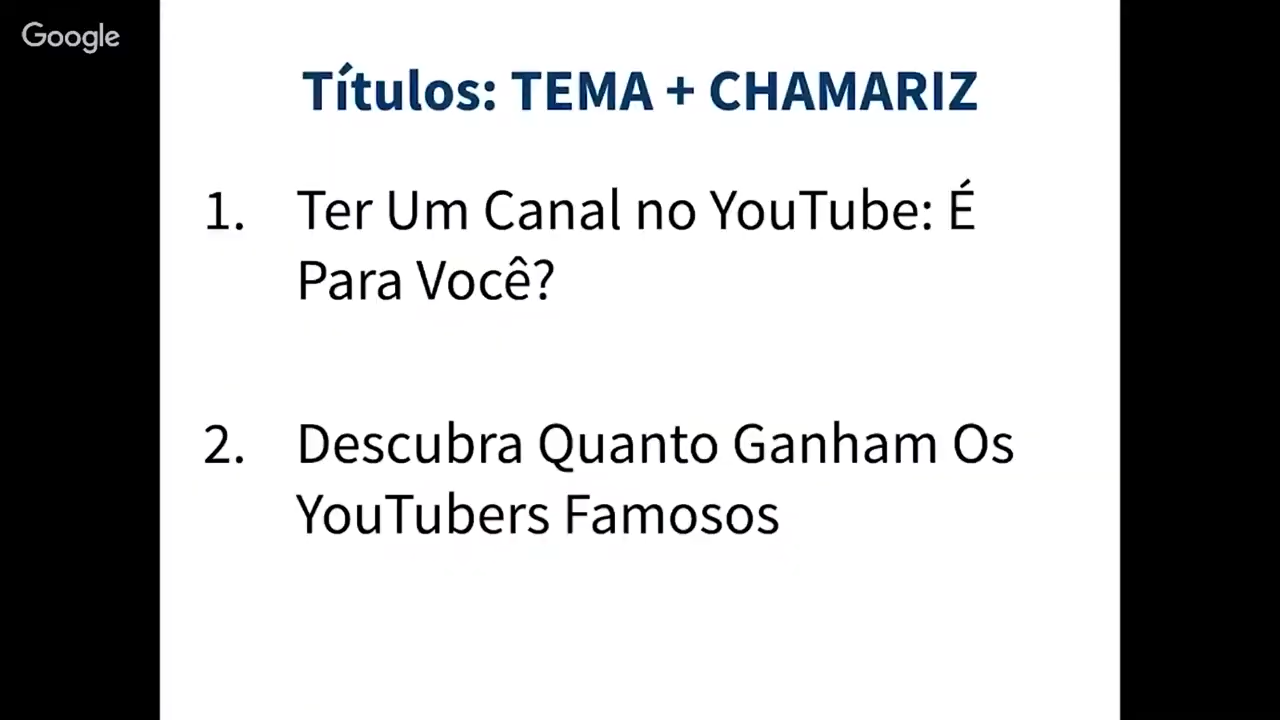 Google
Títulos: TEMA + CHAMARIZ
1. Ter Um Canal no YouTube: É
Para Você?
2. Descubra Quanto Ganham Os
YouTubers Famosos